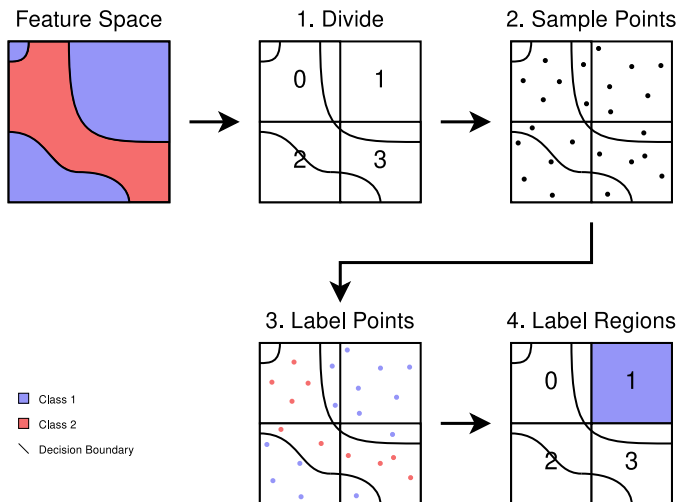 Feature Space
1. Divide
2. Sample Points
0
1
2
3
3. Label Points
4. Label Regions
0
1
2
3
Class 1
Class 2
Decision Boundary